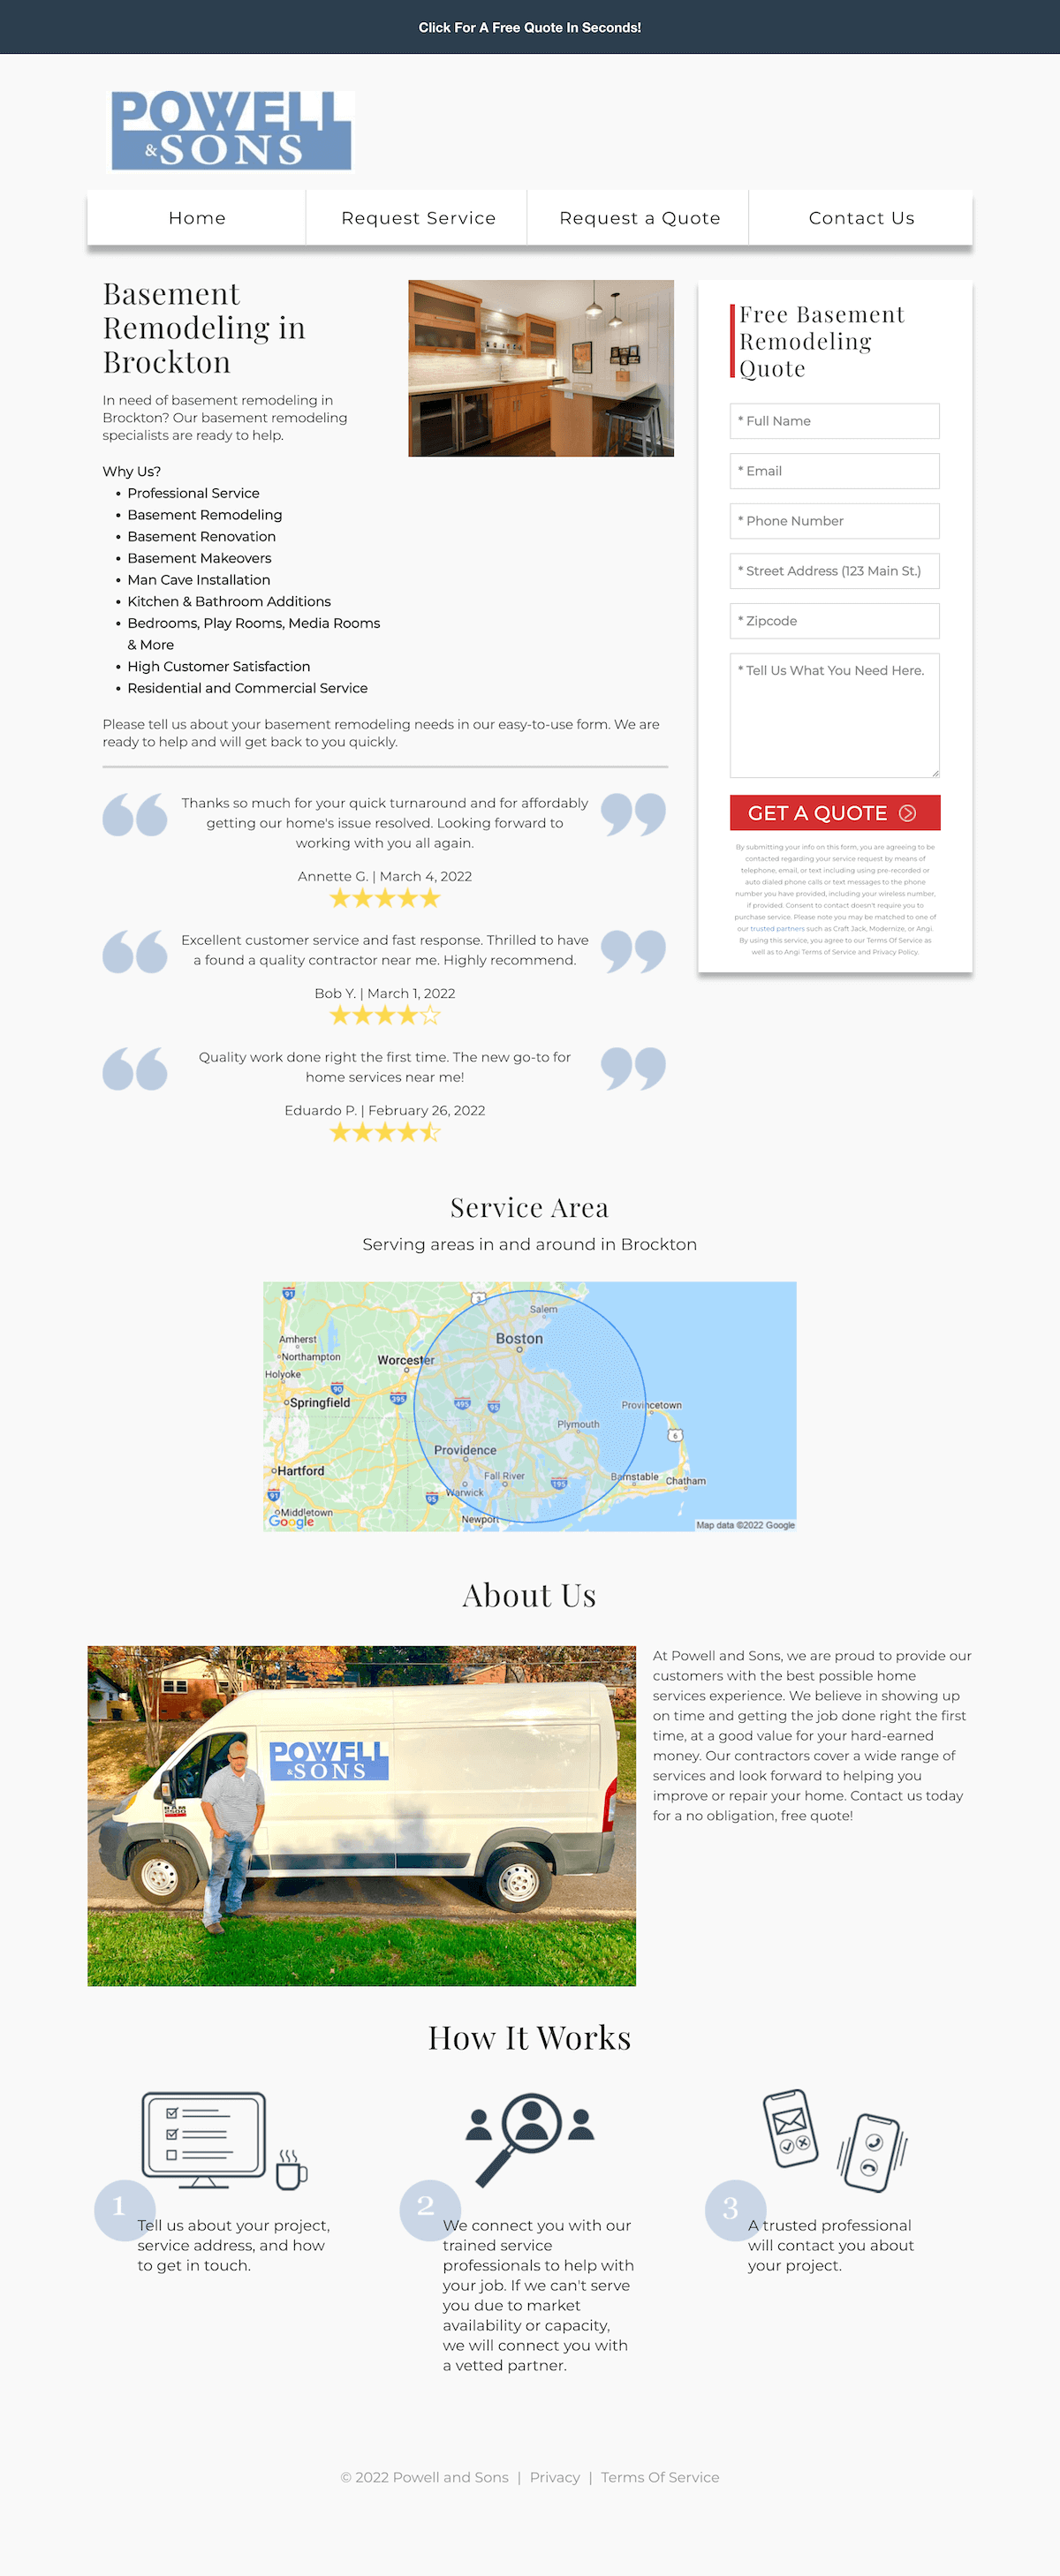 Click For A Free Quote In Seconds!
POWELL
& SONS
Home
Request Service
Request a Quote
Contact Us
Basement
Remodeling in
Brockton
In need of basement remodeling in
Brockton? Our basement remodeling
specialists are ready to help.
Why Us?
• Professional Service
• Basement Remodeling
• Basement Renovation
• Basement Makeovers
• Man Cave Installation
• Kitchen & Bathroom Additions
• Bedrooms, Play Rooms, Media Rooms
& More
• High Customer Satisfaction
• Residential and Commercial Service
Please tell us about your basement remodeling needs in our easy-to-use form. We are
ready to help and will get back to you quickly.
Free Basement
Remodeling
Quote
* Full Name
* Email
* Phone Number
* Street Address (123 Main St.)
* Zipcode
* Tell Us What You Need Here.
GET A QUOTE
By submitting your info on this form, you are agreeing to be
contacted regarding your service request by means of
telephone, email, or text including using pre-recorded or
auto dialed phone calls or text messages to the phone
number you have provided, including your wireless number,
if provided. Consent to contact doesn't require you to
purchase service. Please note you may be matched to one of
our trusted partners such as Craft Jack, Modernize, or Angi.
By using this service, you agree to our Terms Of Service as
well as to Angi Terms of Service and Privacy Policy.
Thanks so much for your quick turnaround and for affordably
getting our home's issue resolved. Looking forward to
working with you all again.
Annette G. | March 4, 2022
Excellent customer service and fast response. Thrilled to have
a found a quality contractor near me. Highly recommend.
Bob Y. | March 1, 2022
Quality work done right the first time. The new go-to for
home services near me!
Eduardo P. | February 26, 2022
Service Area
Serving areas in and around in Brockton
91
3
Salem
Boston
Amherst
Northampton
Worcester
Holyoke
90
395
495
95
Springfield
Provincetown
Plymouth
6
Providence
Hartford
Fall River
Barnstable
Chatham
91
95
Warwick
195
Middletown
Newport
Google
Map data ©2022 Google
About Us
POWELL
& SONS
RAM
2500
At Powell and Sons, we are proud to provide our
customers with the best possible home
services experience. We believe in showing up
on time and getting the job done right the first
time, at a good value for your hard-earned
money. Our contractors cover a wide range of
services and look forward to helping you
improve or repair your home. Contact us today
for a no obligation, free quote!
How It Works
1
Tell us about your project,
service address, and how
to get in touch.
2
We connect you with our
trained service
professionals to help with
your job. If we can't serve
you due to market
availability or capacity,
we will connect you with
a vetted partner.
3
A trusted professional
will contact you about
your project.
© 2022 Powell and Sons | Privacy | Terms Of Service